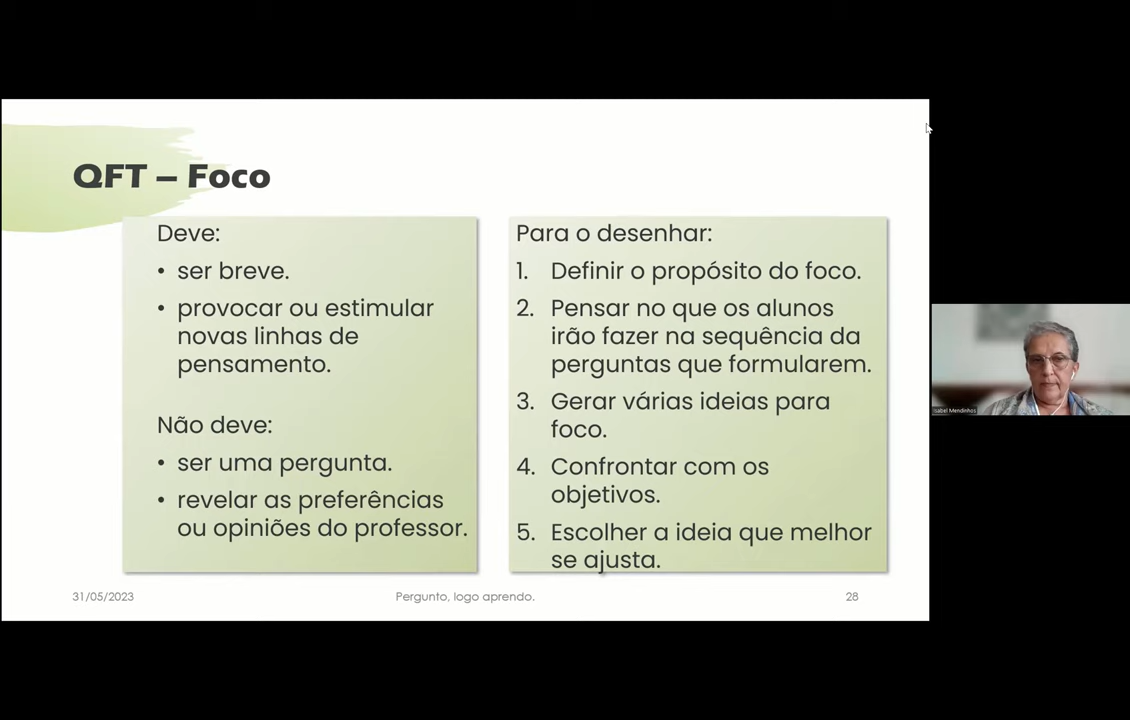 QFT – Foco
Deve:
• ser breve.
• provocar ou estimular
novas linhas de
pensamento.
Não deve:
• ser uma pergunta.
• revelar as preferências
ou opiniões do professor.
Para o desenhar:
1. Definir o propósito do foco.
2. Pensar no que os alunos
irão fazer na sequência da
perguntas que formularem.
3. Gerar várias ideias para
foco.
4. Confrontar com os
objetivos.
5. Escolher a ideia que melhor
se ajusta.
31/05/2023
Pergunto, logo aprendo.
28
Isabel Mendinhos